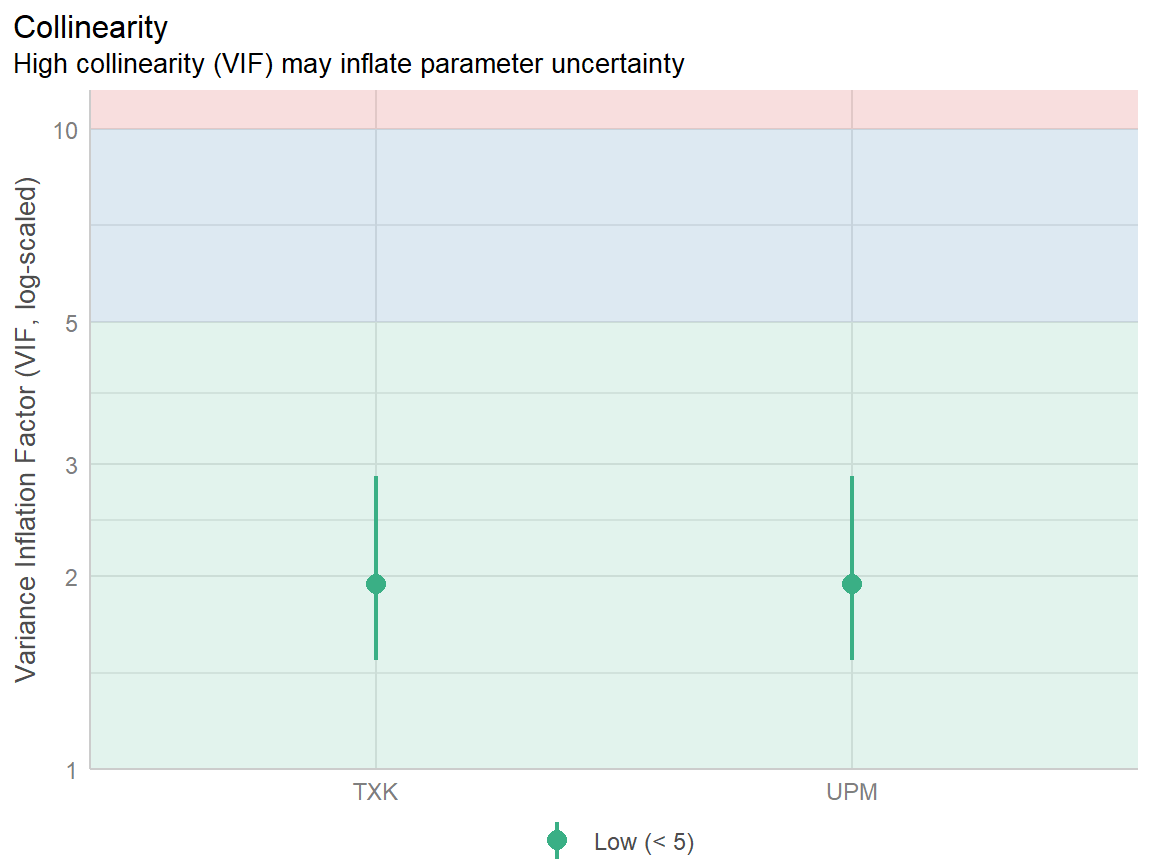 Collinearity
High collinearity (VIF) may inflate parameter uncertainty
Variance Inflation Factor (VIF, log-scaled)
10
5
3
2
1
TXK
UPM
Low (< 5)